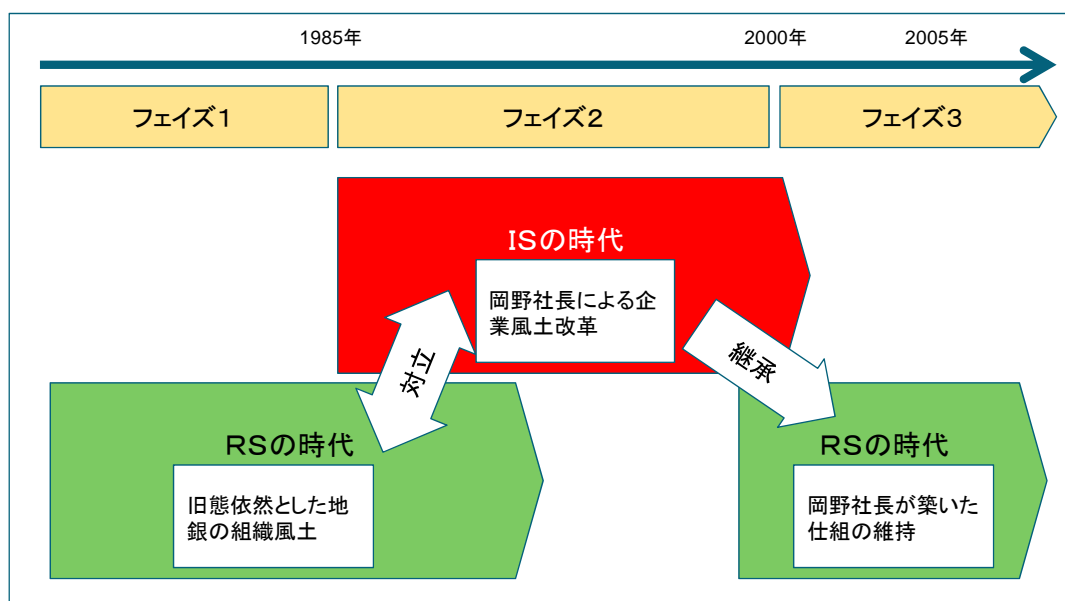 1985年
2000年
2005年
フェイズ1
フェイズ2
フェイズ3
ISの時代
岡野社長による企
業風土改革
対立
継承
RSの時代
旧態依然とした地
銀の組織風土
RSの時代
岡野社長が築いた
仕組の維持